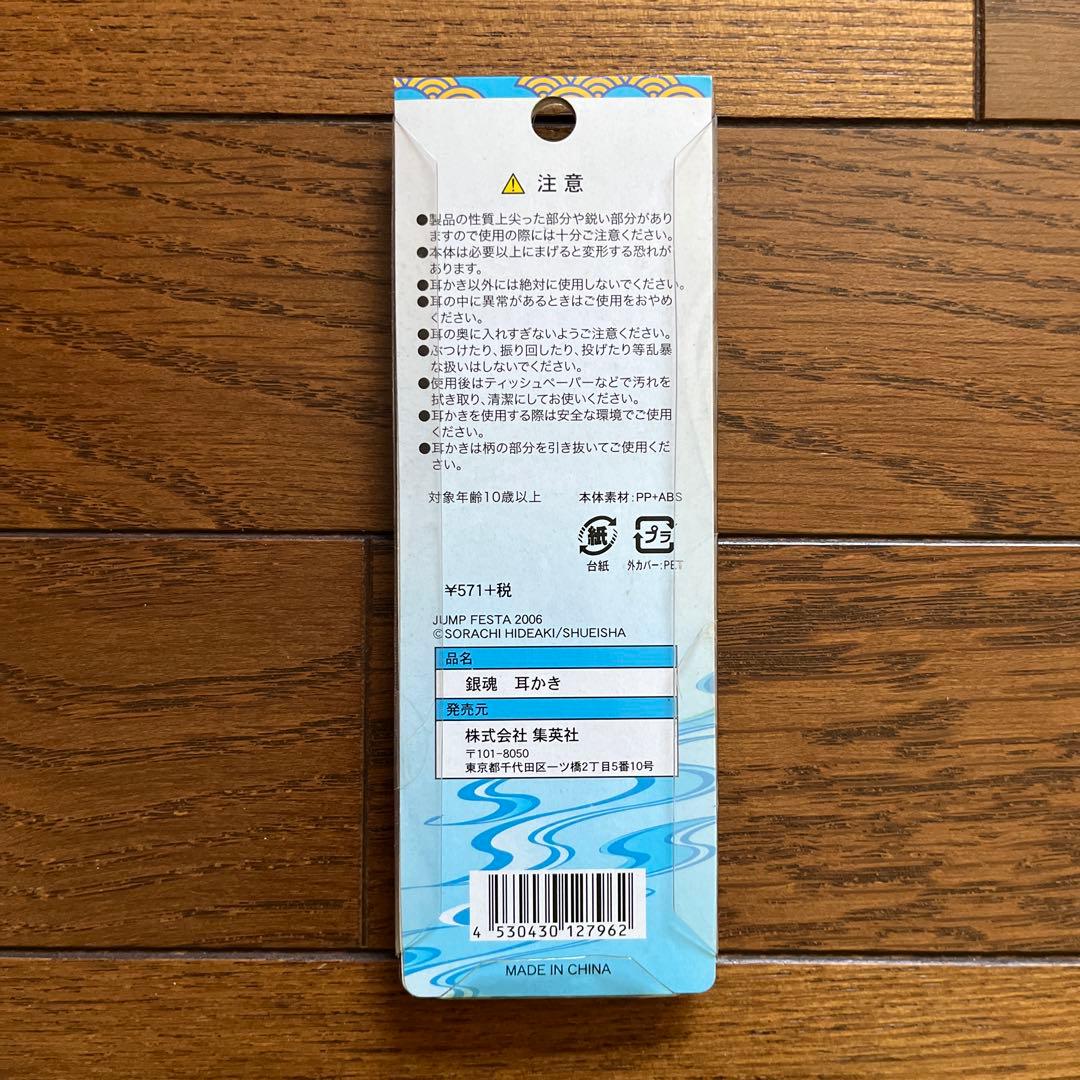 注意
●製品の性質上尖った部分や鋭い部分があり
ますので使用の際には十分ご注意ください。
●本体は必要以上にまげると変形する恐れが
あります。
●耳かき以外には絶対に使用しないでください。
●耳の中に異常があるときはご使用をおやめ
ください。
●耳の奥に入れすぎないようご注意ください。
●ぶつけたり、振り回したり、投げたり等乱暴
な扱いはしないでください。
●使用後はティッシュペーパーなどで汚れを
拭き取り、清潔にしてお使いください。
●耳かきを使用する際は安全な環境でご使用
ください。
●耳かきは柄の部分を引き抜いてご使用くだ
さい。
対象年齢10歳以上 本体素材:PP+ABS
紙 プラ
台紙 外カバー:PET
¥571+税
JUMP FESTA 2006
©SORACHI HIDEAKI/SHUEISHA
品名
銀魂 耳かき
発売元
株式会社 集英社
〒101-8050
東京都千代田区一ツ橋2丁目5番10号
4 530430 127962
MADE IN CHINA